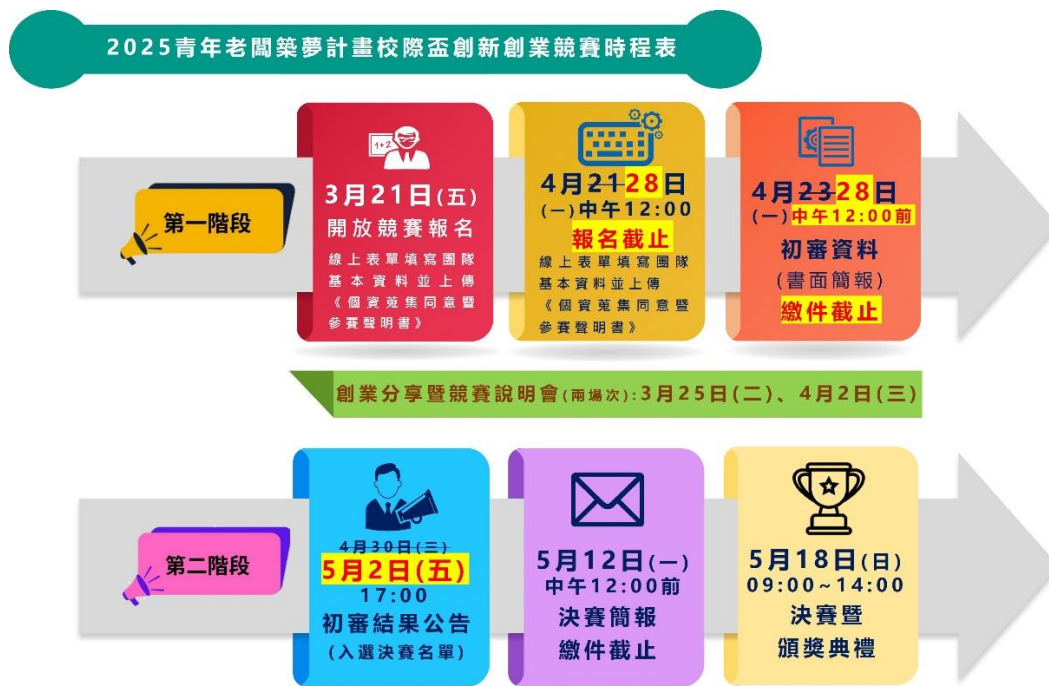 2025青年老闆築夢計畫校際盃創新創業競賽時程表
第一階段
1+2
3月21日(五)
開放競賽報名
線上表單填寫團隊
基本資料並上傳
《個資蒐集同意暨
參賽聲明書》
4月2128日
(一)中午12:00
報名截止
線上表單填寫團隊
基本資料並上傳
《個資蒐集同意暨
參賽聲明書》
4月2328日
(一)中午12:00前
初審資料
(書面簡報)
繳件截止
創業分享暨競賽說明會(兩場次):3月25日(二)、4月2日(三)
第二階段
4月30日(三)
5月2日(五)
17:00
初審結果公告
(入選決賽名單)
5月12日(一)
中午12:00前
決賽簡報
繳件截止
5月18日(日)
09:00~14:00
決賽暨
頒獎典禮